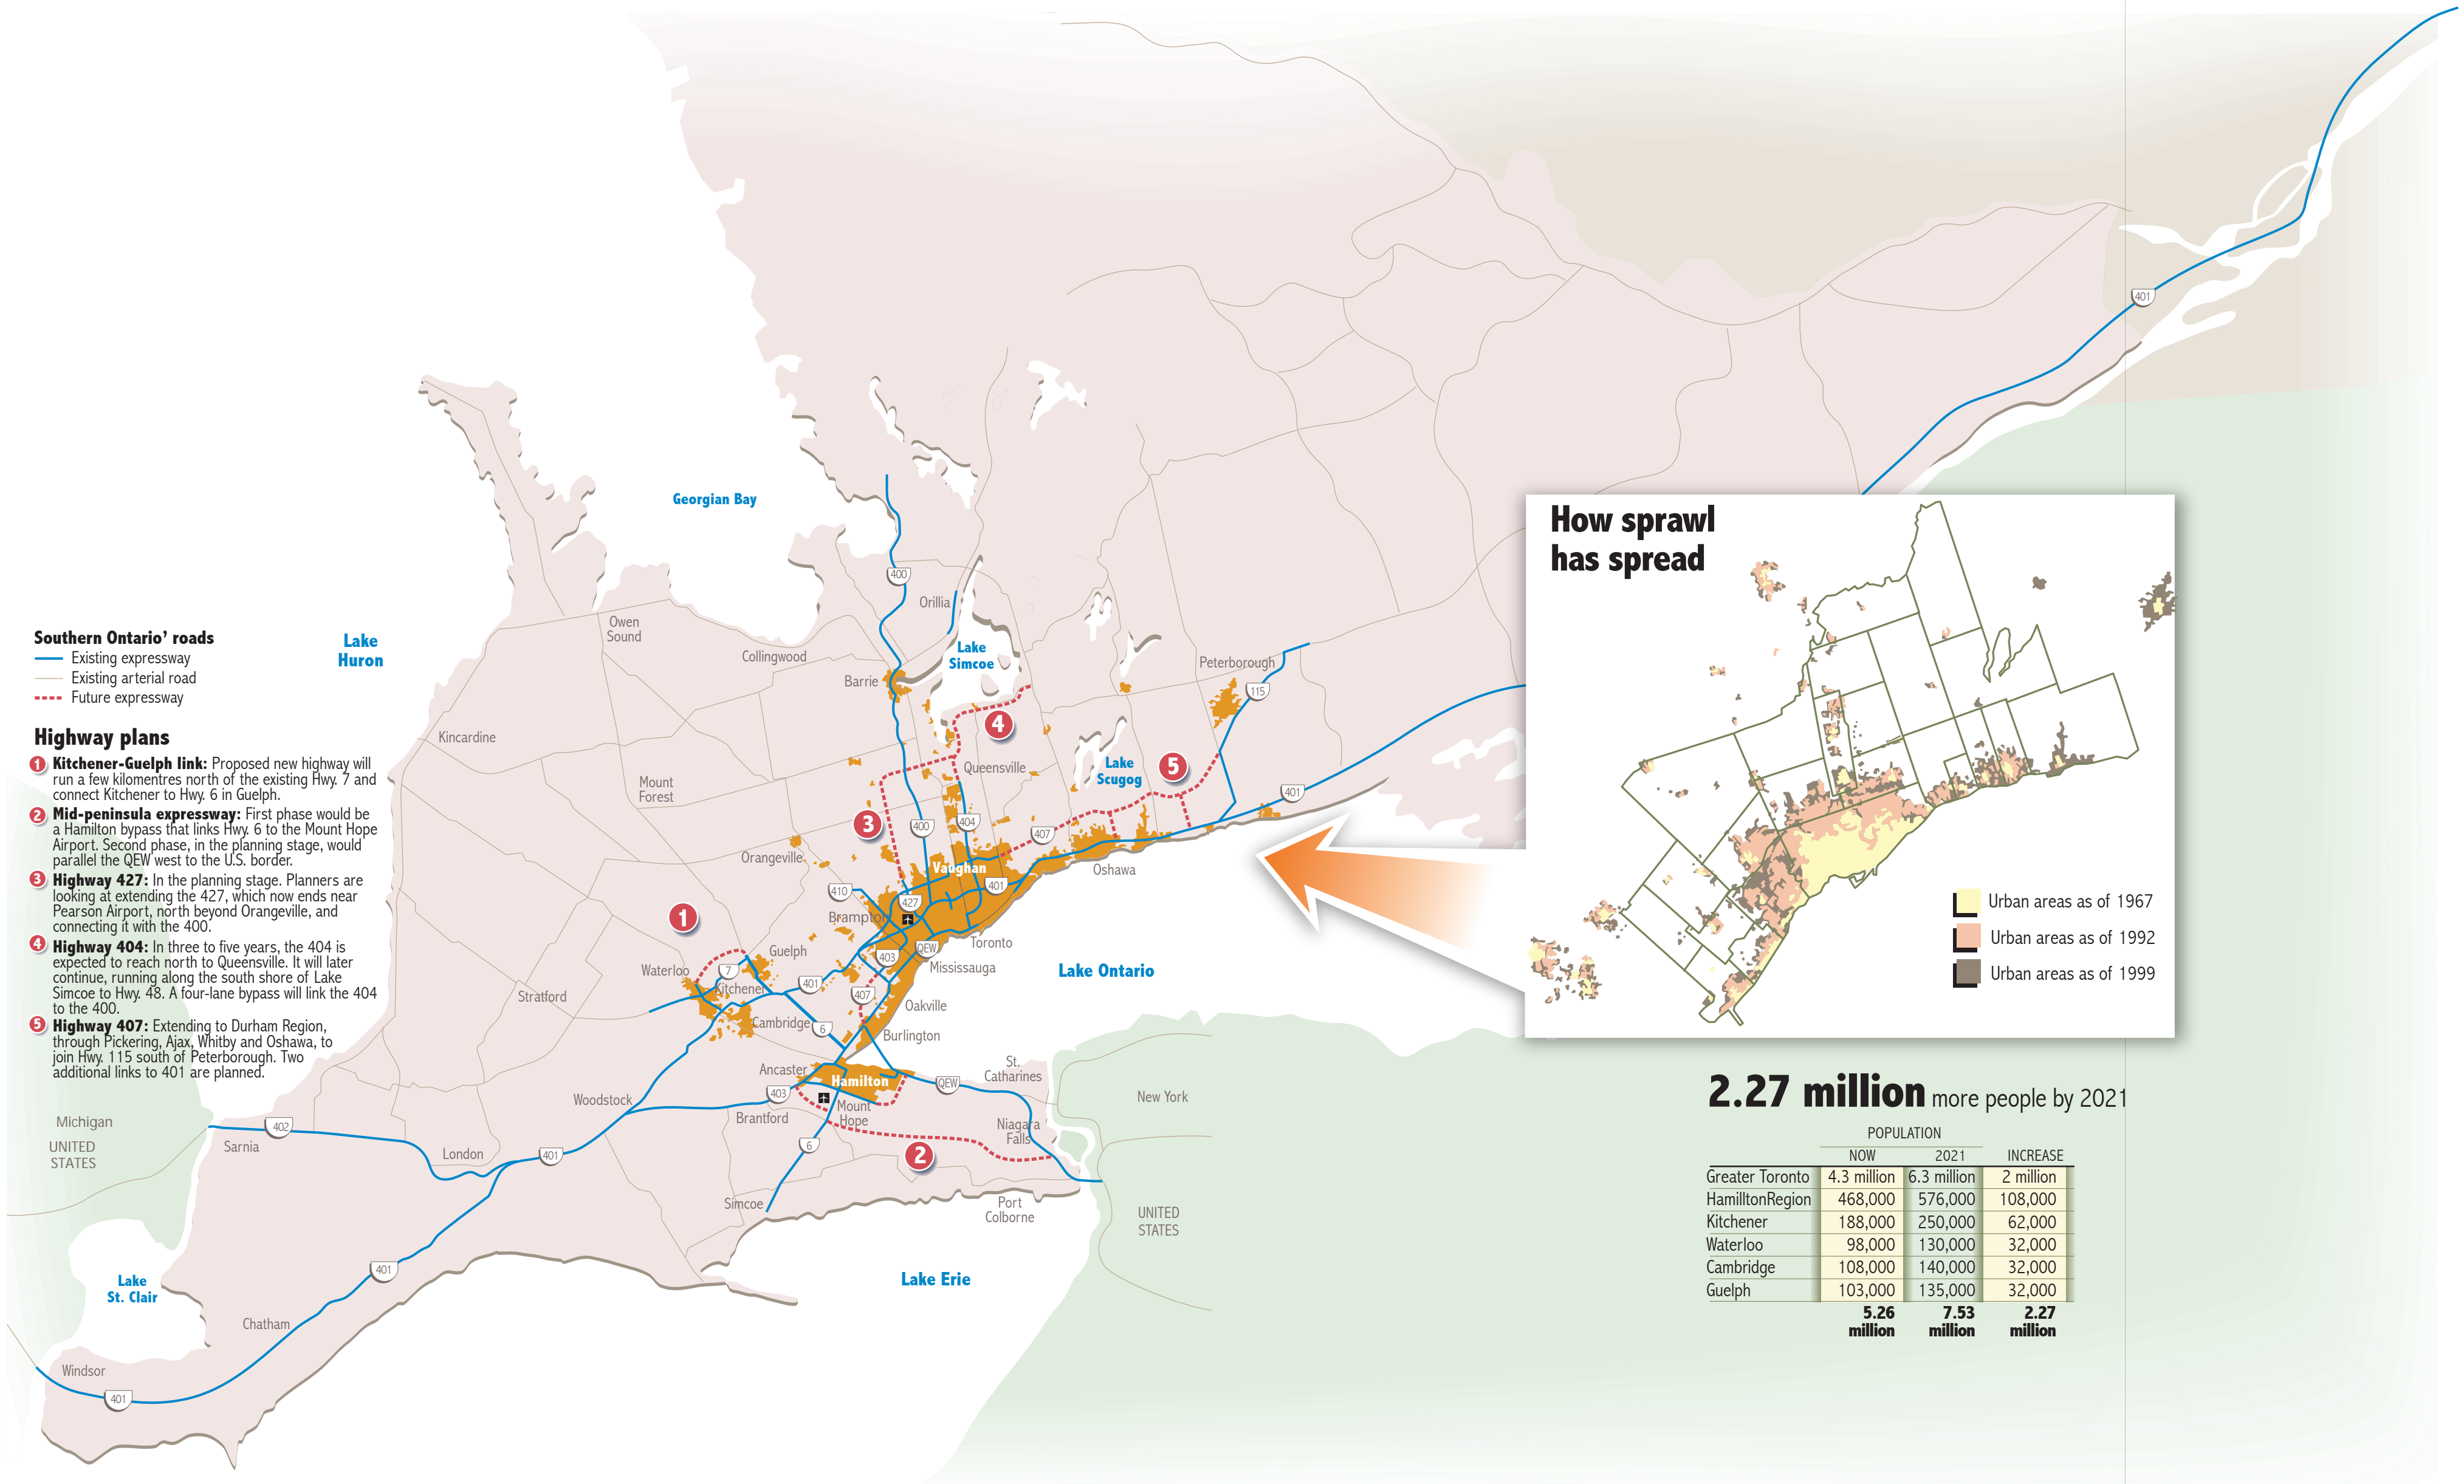 Southern Ontario’ roads
Existing expressway
Existing arterial road
Future expressway
Highway plans
1 Kitchener-Guelph link: Proposed new highway will
run a few kilomentres north of the existing Hwy. 7 and
connect Kitchener to Hwy. 6 in Guelph.
2 Mid-peninsula expressway: First phase would be
a Hamilton bypass that links Hwy. 6 to the Mount Hope
Airport. Second phase, in the planning stage, would
parallel the QEW west to the U.S. border.
3 Highway 427: In the planning stage. Planners are
looking at extending the 427, which now ends near
Pearson Airport, north beyond Orangeville, and
connecting it with the 400.
4 Highway 404: In three to five years, the 404 is
expected to reach north to Queensville. It will later
continue, running along the south shore of Lake
Simcoe to Hwy. 48. A four-lane bypass will link the 404
to the 400.
5 Highway 407: Extending to Durham Region,
through Pickering, Ajax, Whitby and Oshawa, to
join Hwy. 115 south of Peterborough. Two
additional links to 401 are planned.
Lake
Huron
Georgian Bay
401
400
Orillia
Owen
Sound
Collingwood
Lake
Simcoe
Barrie
Peterborough
115
4
Kincardine
Queensville
Lake
Scugog
5
Mount
Forest
401
3
400
404
407
Orangeville
Vaughan
Oshawa
410
401
427
Brampton
1
Toronto
QEW
Guelph
403
Mississauga
Lake Ontario
Waterloo
7
Kitchener
401
407
Stratford
Oakville
Cambridge
6
Burlington
Ancaster
Hamilton
St.
Catharines
QEW
403
Woodstock
Brantford
Mount
Hope
Niagara
Falls
New York
Michigan
UNITED
STATES
402
Sarnia
London
401
6
2
Simcoe
Port
Colborne
UNITED
STATES
Lake
St. Clair
401
Lake Erie
Chatham
Windsor
401
How sprawl
has spread
Urban areas as of 1967
Urban areas as of 1992
Urban areas as of 1999
2.27 million more people by 2021
POPULATION
NOW 2021 INCREASE
Greater Toronto 4.3 million 6.3 million 2 million
HamilltonRegion 468,000 576,000 108,000
Kitchener 188,000 250,000 62,000
Waterloo 98,000 130,000 32,000
Cambridge 108,000 140,000 32,000
Guelph 103,000 135,000 32,000
5.26 7.53 2.27
million million million